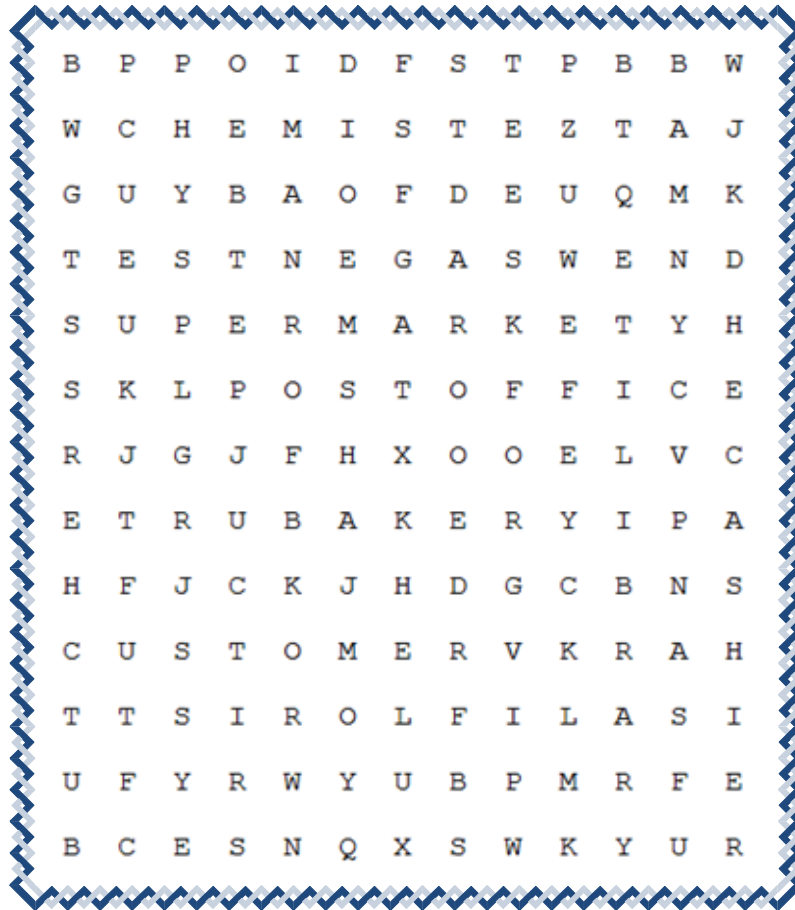 B P P O I D F S T P B B W
W C H E M I S T E Z T A J
G U Y B A O F D E U Q M K
T E S T N E G A S W E N D
S U P E R M A R K E T Y H
S K L P O S T O F F I C E
R J G J F H X O O E L V C
E T R U B A K E R Y I P A
H F J C K J H D G C B N S
C U S T O M E R V K R A H
T T S I R O L F I L A S I
U F Y R W Y U B P M R F E
B C E S N Q X S W K Y U R